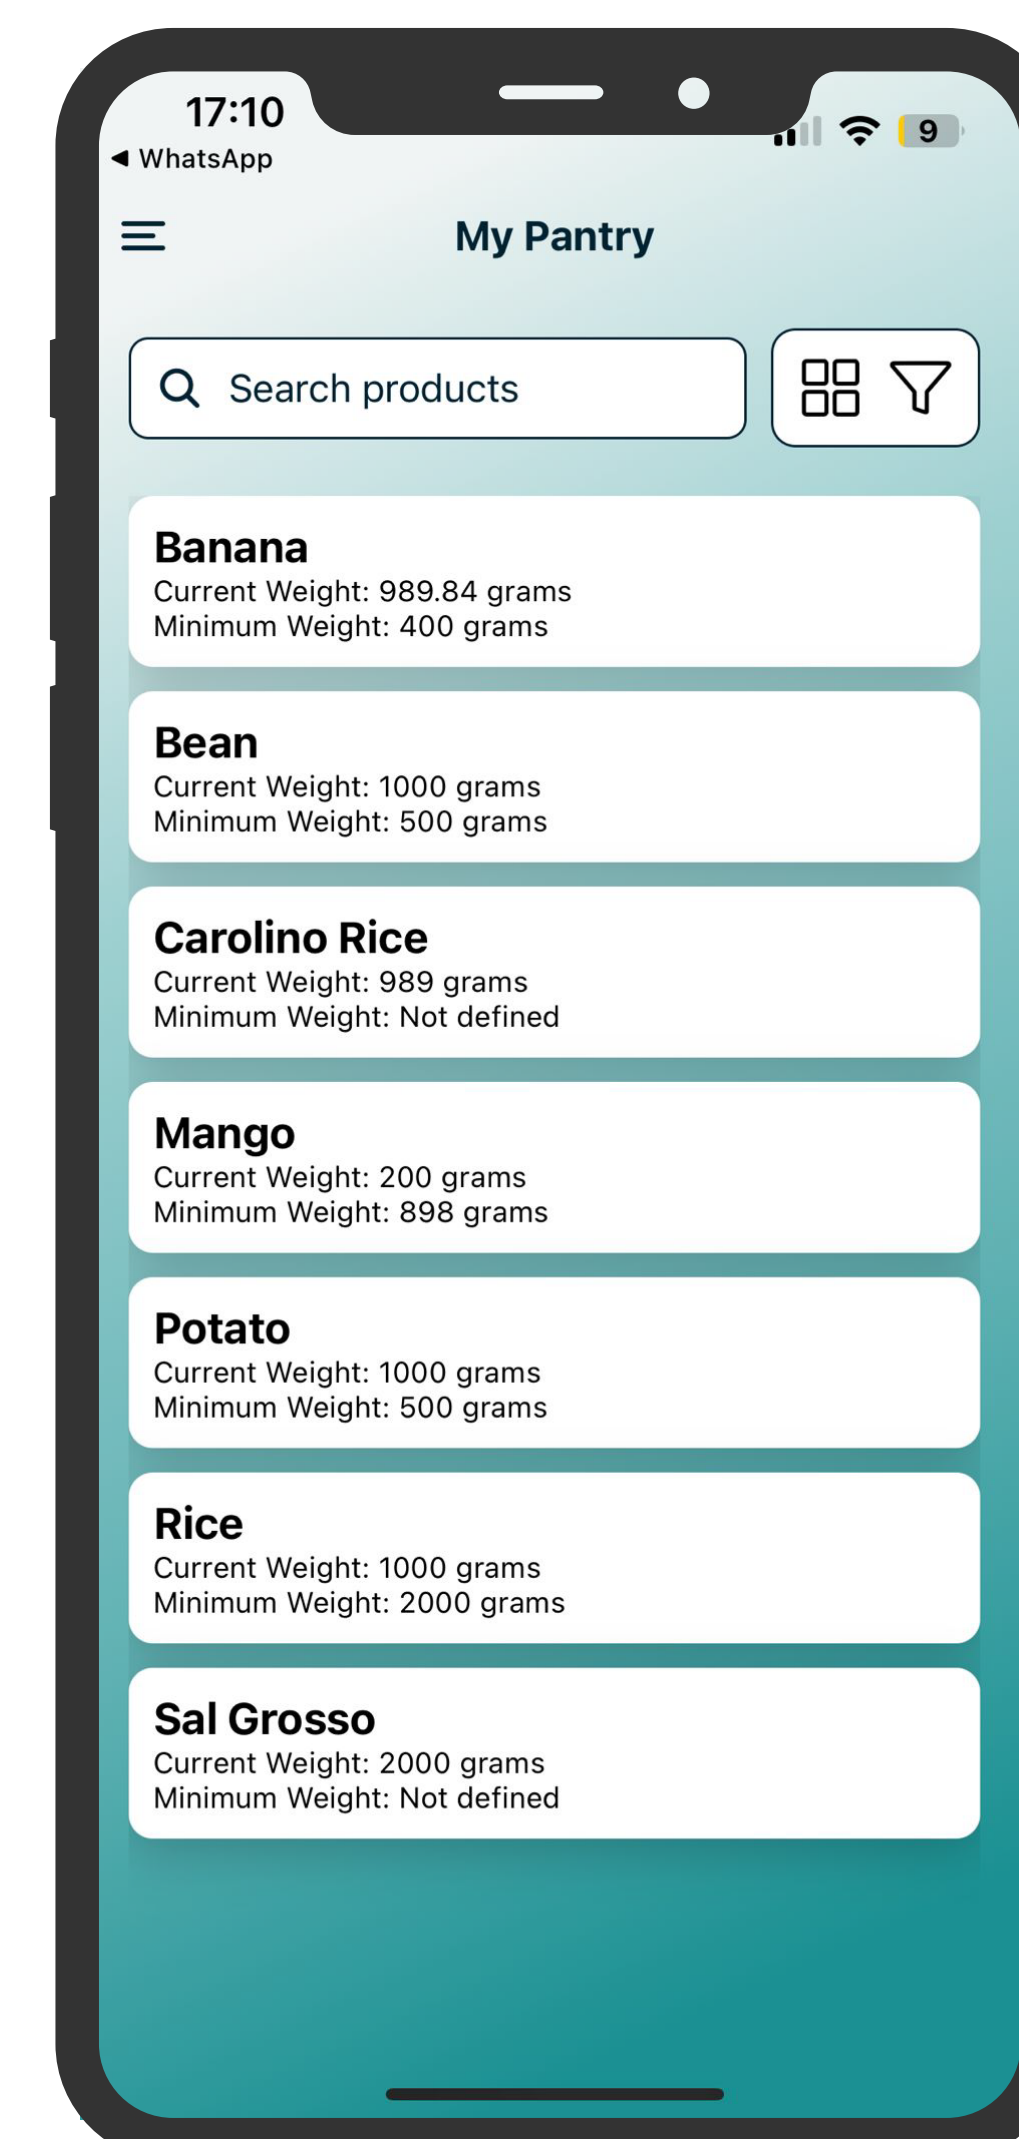 17:10
9
◀ WhatsApp
My Pantry
Search products
Banana
Current Weight: 989.84 grams
Minimum Weight: 400 grams
Bean
Current Weight: 1000 grams
Minimum Weight: 500 grams
Carolino Rice
Current Weight: 989 grams
Minimum Weight: Not defined
Mango
Current Weight: 200 grams
Minimum Weight: 898 grams
Potato
Current Weight: 1000 grams
Minimum Weight: 500 grams
Rice
Current Weight: 1000 grams
Minimum Weight: 2000 grams
Sal Grosso
Current Weight: 2000 grams
Minimum Weight: Not defined